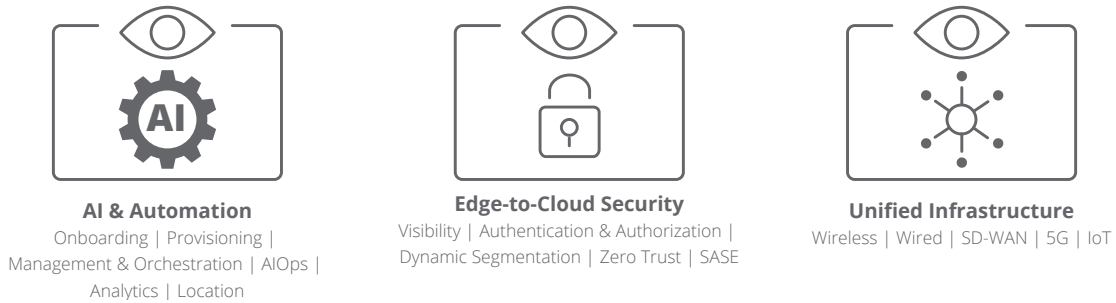 AI
AI & Automation
Onboarding | Provisioning |
Management & Orchestration | AIOps |
Analytics | Location
Edge-to-Cloud Security
Visibility | Authentication & Authorization |
Dynamic Segmentation | Zero Trust | SASE
Unified Infrastructure
Wireless | Wired | SD-WAN | 5G | IoT